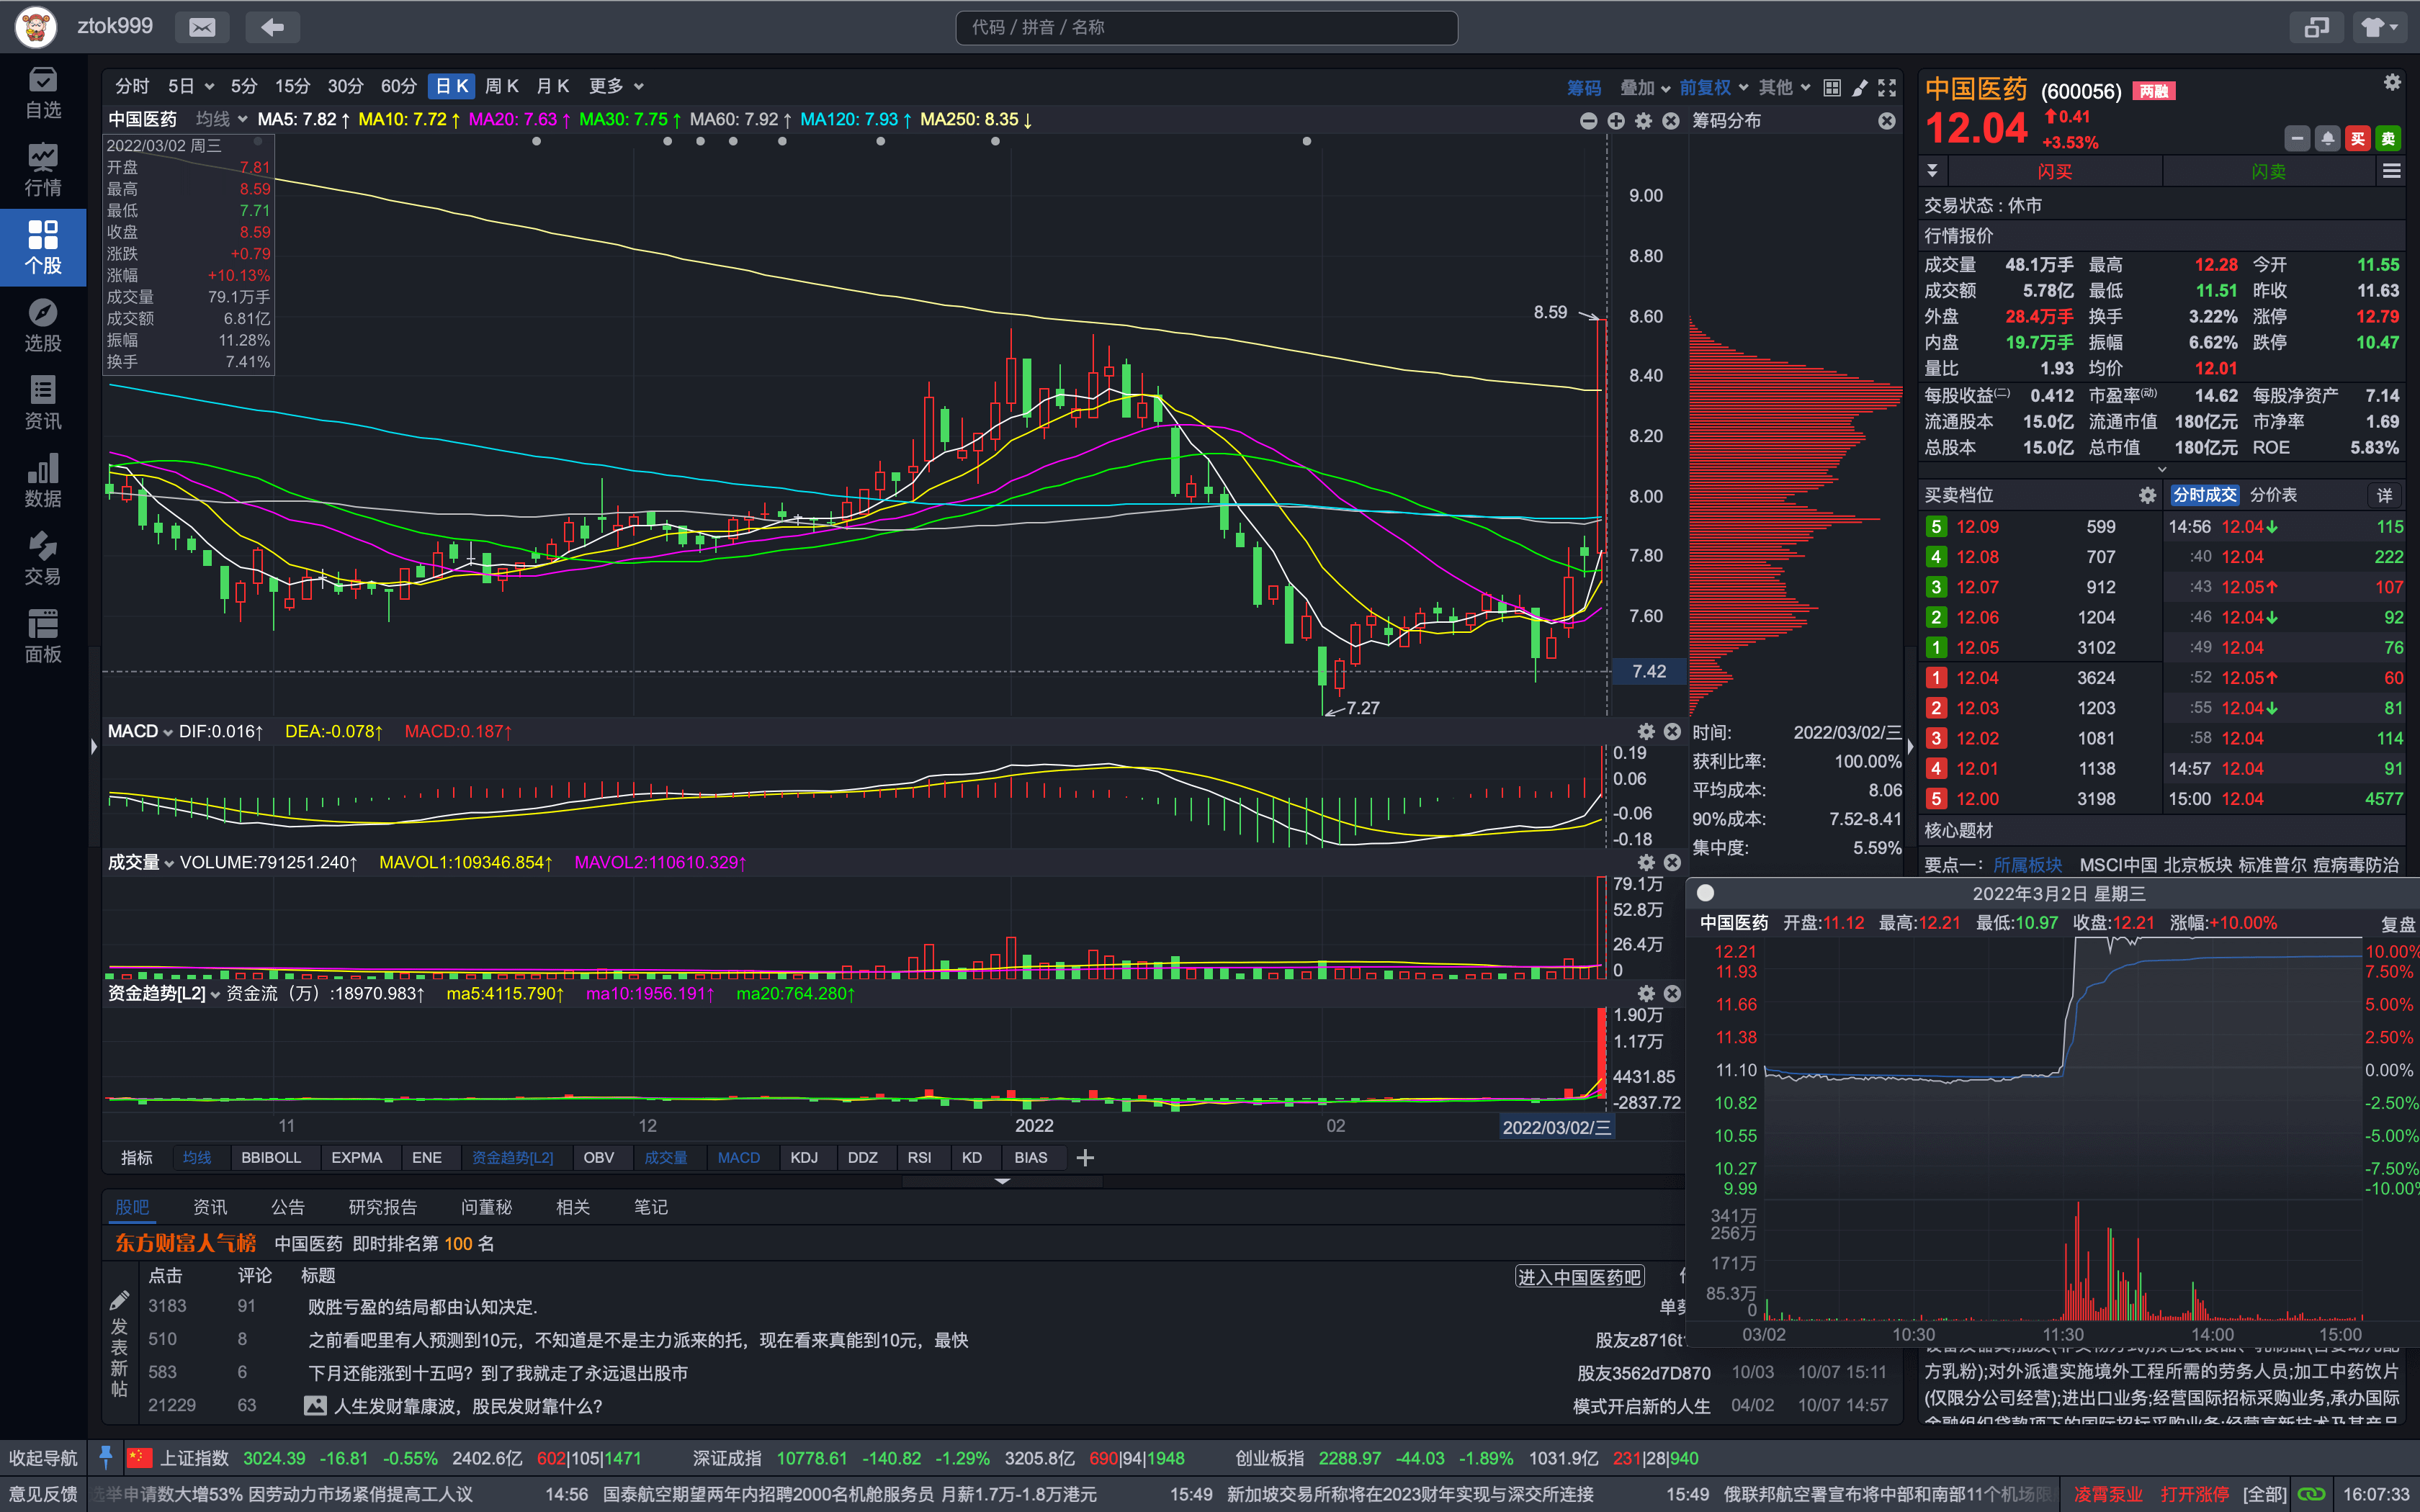 ztok999
代码 / 拼音 / 名称
自选
行情
个股
选股
资讯
数据
交易
面板
分时 5日 5分 15分 30分 60分 日K 周K 月K 更多
筹码 叠加 前复权 其他
中国医药 均线 MA5: 7.82↑ MA10: 7.72↑ MA20: 7.63↑ MA30: 7.75↑ MA60: 7.92↑ MA120: 7.93↑ MA250: 8.35↓
筹码分布
2022/03/02 周三
开盘 7.81
最高 8.59
最低 7.71
收盘 8.59
涨跌 +0.79
涨幅 +10.13%
成交量 79.1万手
成交额 6.81亿
振幅 11.28%
换手 7.41%
9.00
8.80
8.60
8.40
8.20
8.00
7.80
7.60
7.42
8.59
7.27
MACD DIF:0.016↑ DEA:-0.078↑ MACD:0.187↑
0.19
0.06
-0.06
-0.18
成交量 VOLUME:791251.240↑ MAVOL1:109346.854↑ MAVOL2:110610.329↑
79.1万
52.8万
26.4万
0
资金趋势[L2] 资金流（万）:18970.983↑ ma5:4115.790↑ ma10:1956.191↑ ma20:764.280↑
1.90万
1.17万
4431.85
-2837.72
11 12 2022 02 2022/03/02/三
时间: 2022/03/02/三
获利比率: 100.00%
平均成本: 8.06
90%成本: 7.52-8.41
集中度: 5.59%
指标 均线 BBIBOLL EXPMA ENE 资金趋势[L2] OBV 成交量 MACD KDJ DDZ RSI KD BIAS
股吧 资讯 公告 研究报告 问董秘 相关 笔记
东方财富人气榜 中国医药 即时排名第 100 名
发表新帖
点击 评论 标题 进入中国医药吧
3183 91 败胜亏盈的结局都由认知决定.
510 8 之前看吧里有人预测到10元，不知道是不是主力派来的托，现在看来真能到10元，最快
583 6 下月还能涨到十五吗？到了我就走了永远退出股市 股友3562d7D870 10/03 10/07 15:11
21229 63 人生发财靠康波，股民发财靠什么? 模式开启新的人生 04/02 10/07 14:57
中国医药 (600056) 两融
12.04 ↑0.41
+3.53%
买 卖
闪买 闪卖
交易状态 : 休市
行情报价
成交量 48.1万手 最高 12.28 今开 11.55
成交额 5.78亿 最低 11.51 昨收 11.63
外盘 28.4万手 换手 3.22% 涨停 12.79
内盘 19.7万手 振幅 6.62% 跌停 10.47
量比 1.93 均价 12.01
每股收益(二) 0.412 市盈率(动) 14.62 每股净资产 7.14
流通股本 15.0亿 流通市值 180亿元 市净率 1.69
总股本 15.0亿 总市值 180亿元 ROE 5.83%
买卖档位 分时成交 分价表 详
5 12.09 599 14:56 12.04↓ 115
4 12.08 707 :40 12.04 222
3 12.07 912 :43 12.05↑ 107
2 12.06 1204 :46 12.04↓ 92
1 12.05 3102 :49 12.04 76
1 12.04 3624 :52 12.05↑ 60
2 12.03 1203 :55 12.04↓ 81
3 12.02 1081 :58 12.04 114
4 12.01 1138 14:57 12.04 91
5 12.00 3198 15:00 12.04 4577
核心题材
要点一: 所属板块 MSCI中国 北京板块 标准普尔 痘病毒防治
2022年3月2日 星期三
中国医药 开盘:11.12 最高:12.21 最低:10.97 收盘:12.21 涨幅:+10.00% 复盘
12.21 10.00%
11.93 7.50%
11.66 5.00%
11.38 2.50%
11.10 0.00%
10.82 -2.50%
10.55 -5.00%
10.27 -7.50%
9.99 -10.00%
341万
256万
171万
85.3万
0
03/02 10:30 11:30 14:00 15:00
方乳粉);对外派遣实施境外工程所需的劳务人员;加工中药饮片
(仅限分公司经营);进出口业务;经营国际招标采购业务,承办国际
收起导航 上证指数 3024.39 -16.81 -0.55% 2402.6亿 602|105|1471 深证成指 10778.61 -140.82 -1.29% 3205.8亿 690|94|1948 创业板指 2288.97 -44.03 -1.89% 1031.9亿 231|28|940
意见反馈 选举申请数大增53% 因劳动力市场紧俏提高工人议 14:56 国泰航空期望两年内招聘2000名机舱服务员 月薪1.7万-1.8万港元 15:49 新加坡交易所称将在2023财年实现与深交所连接 15:49 俄联邦航空署宣布将中部和南部11个机场限 凌霄泵业 打开涨停 [全部] 16:07:33